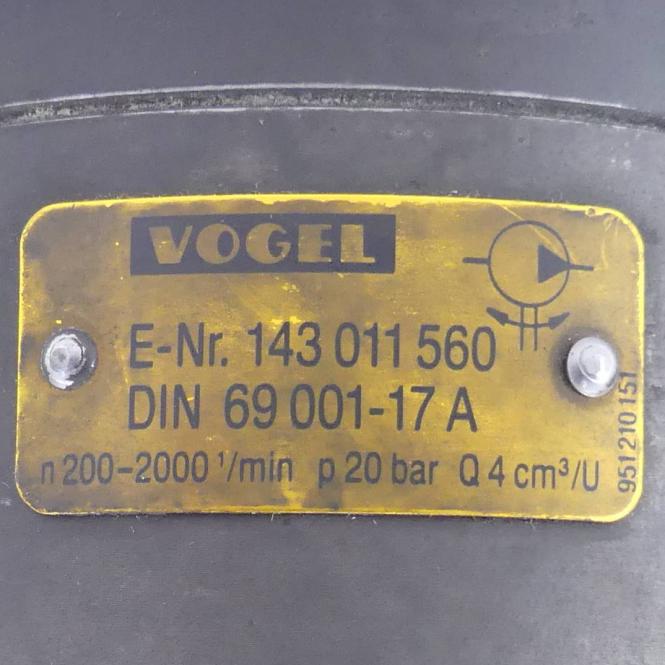 VOGEL
E-Nr. 143 011 560
DIN 69 001-17 A
n 200-2000 ¹/min p 20 bar Q 4 cm³/U
951210151